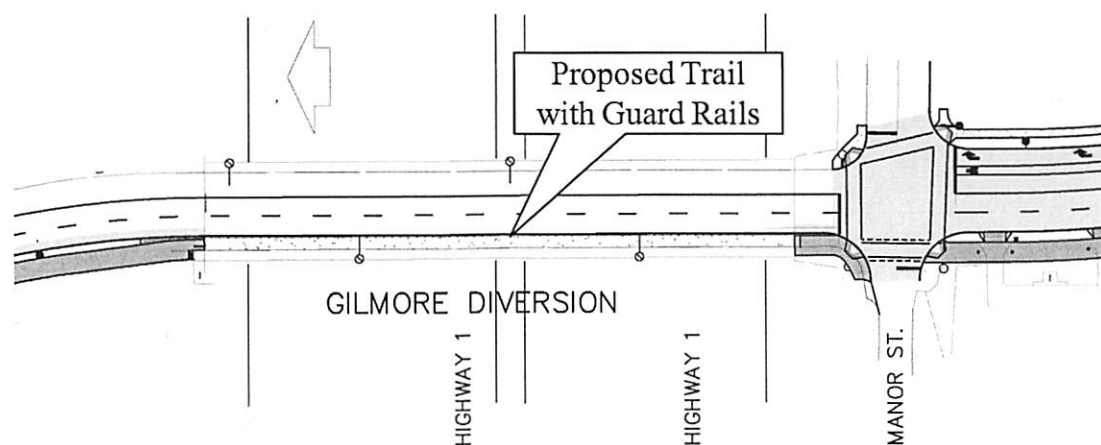 Proposed Trail
with Guard Rails
GILMORE DIVERSION
HIGHWAY 1
HIGHWAY 1
MANOR ST.